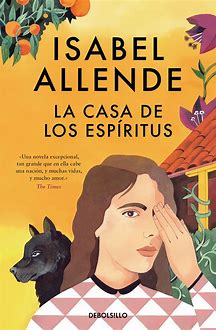 ISABEL
ALLENDE
LA CASA DE
LOS ESPÍRITUS
«Una novela excepcional,
tan grande que en ella cabe
una nación, y muchas vidas,
y mucho amor.»
The Times
DEBOLSILLO